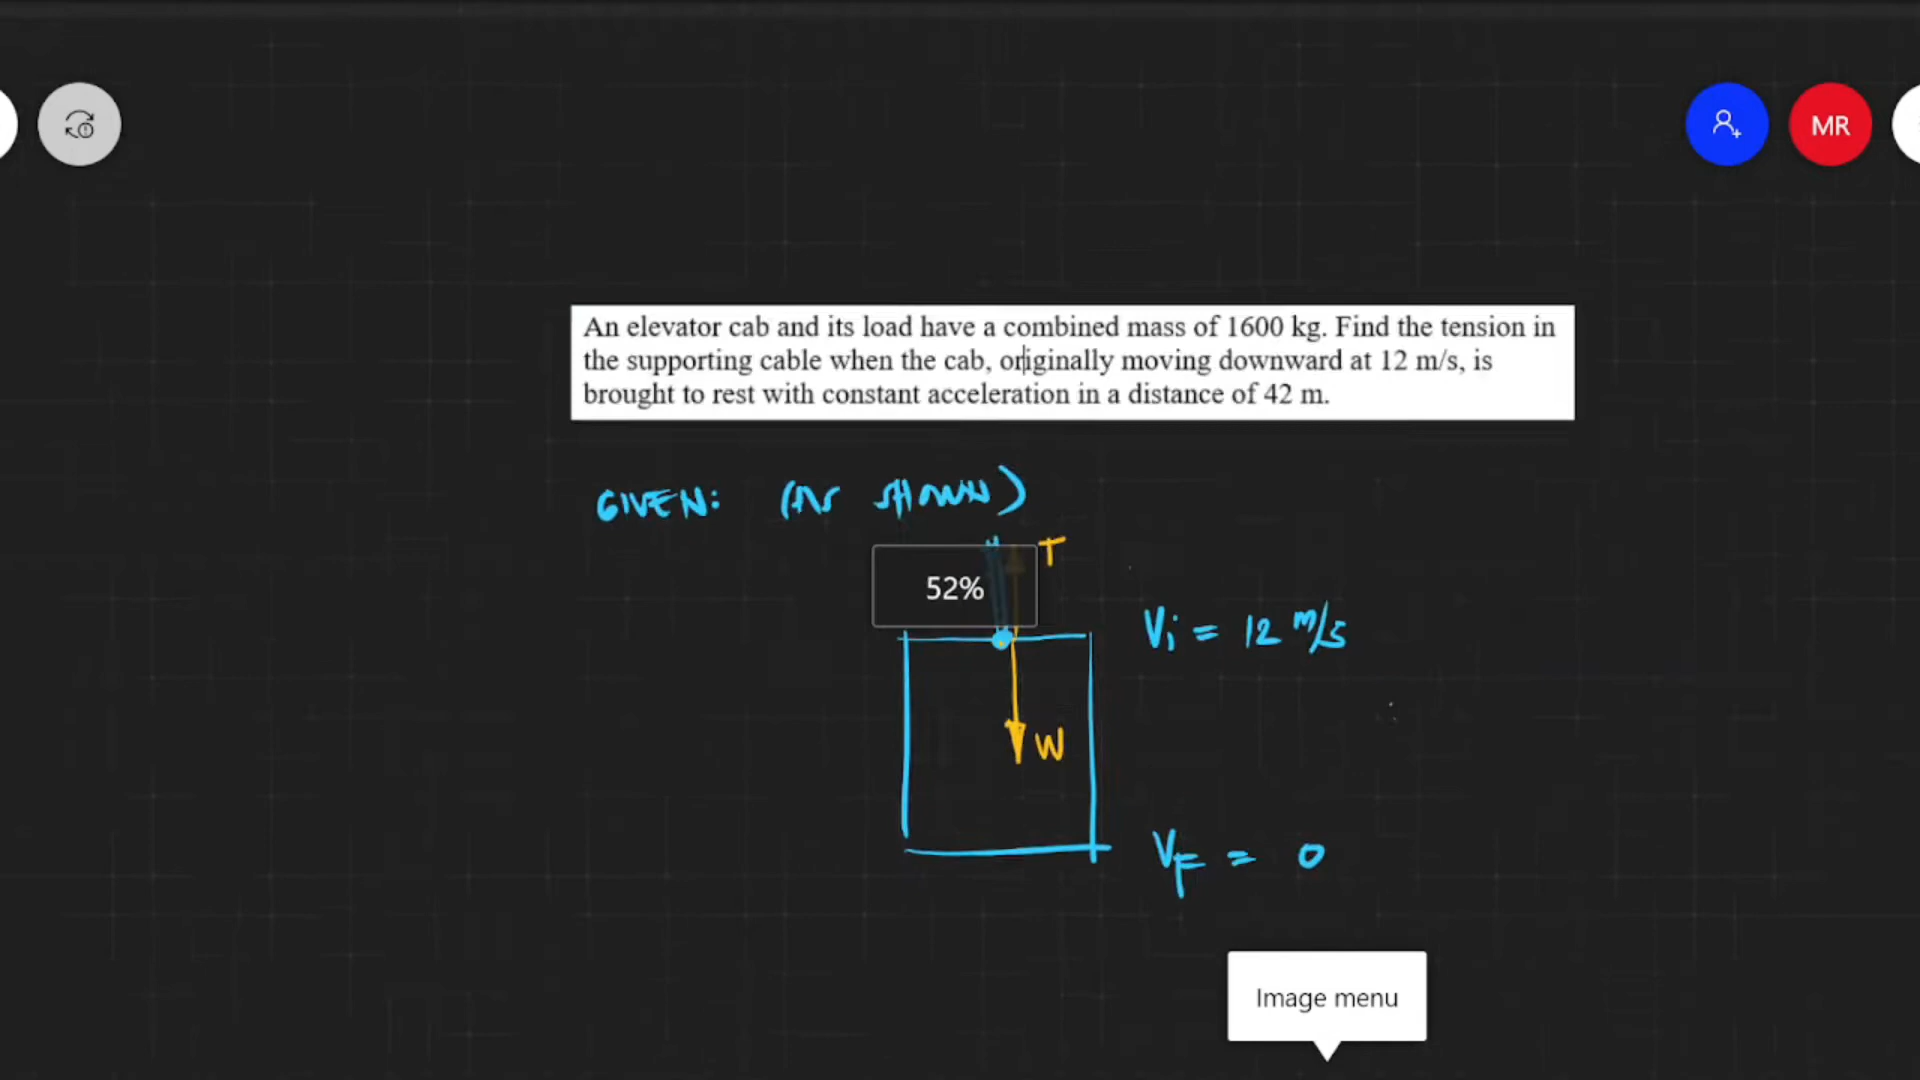 MR
An elevator cab and its load have a combined mass of 1600 kg. Find the tension in
the supporting cable when the cab, originally moving downward at 12 m/s, is
brought to rest with constant acceleration in a distance of 42 m.
GIVEN: (AS SHOWN)
T
52%
Vi = 12 m/s
W
VF = 0
Image menu